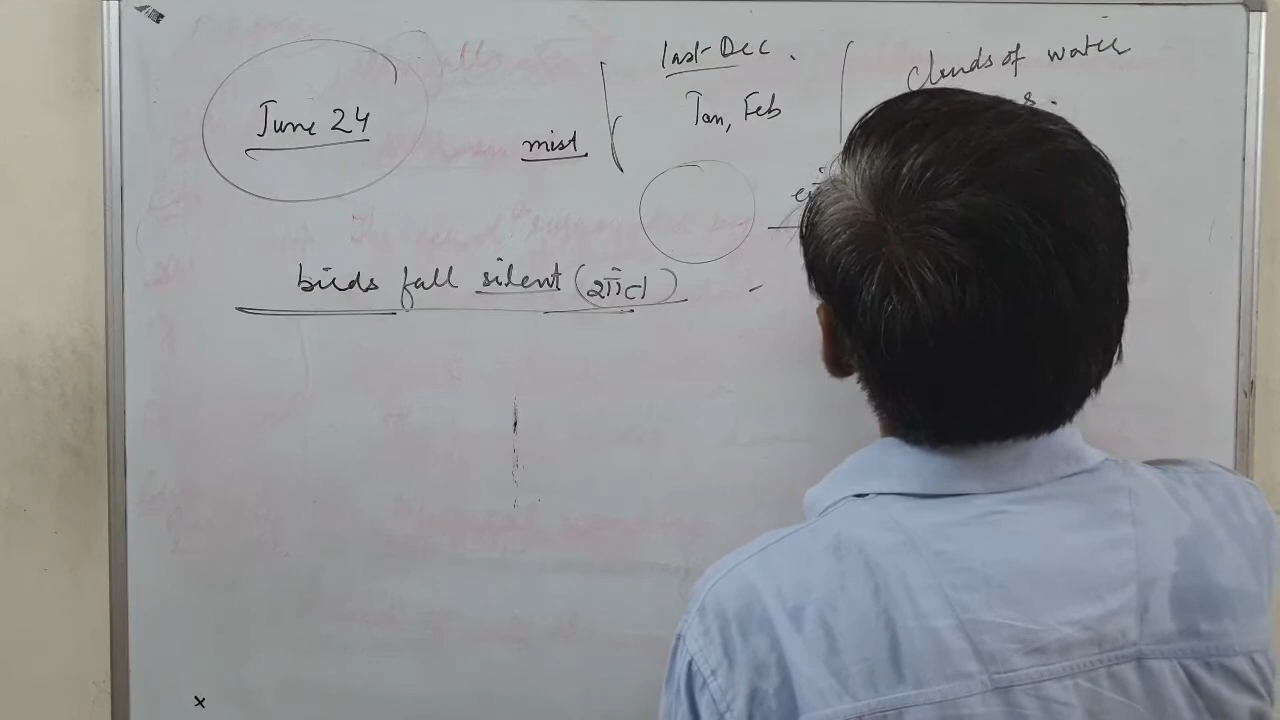 June 24
mist
last Dec.
Jan, Feb
clouds of water
s.
birds fall silent (शांत)
x